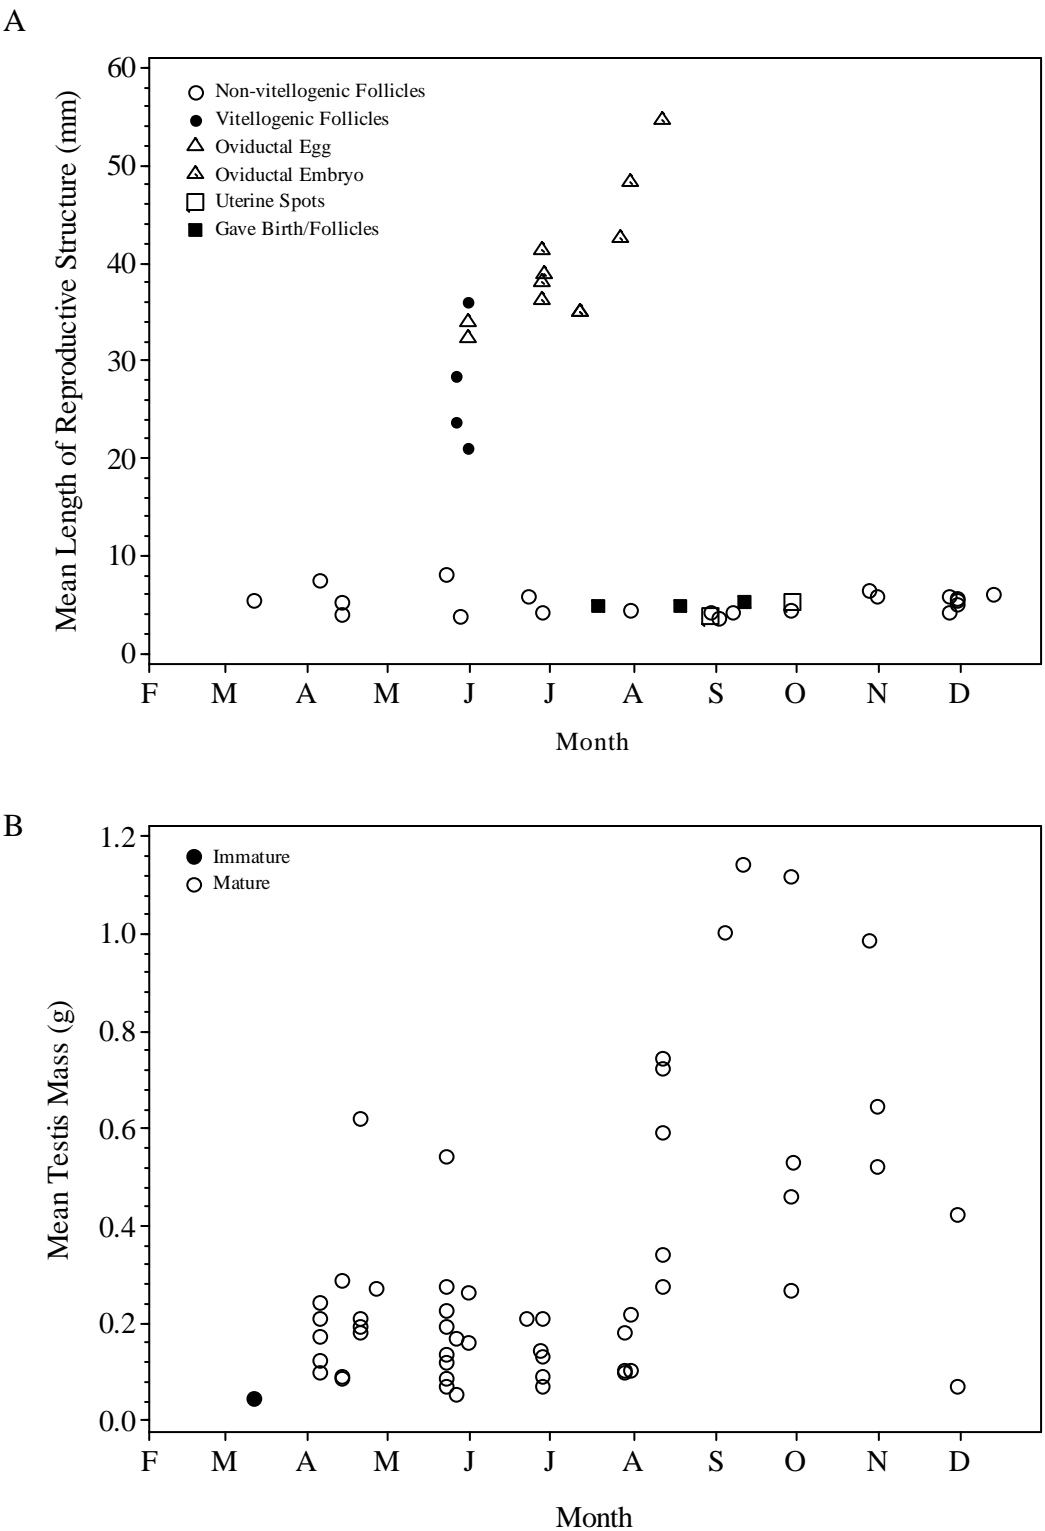 A
Mean Length of Reproductive Structure (mm)
60
50
40
30
20
10
0
Non-vitellogenic Follicles
Vitellogenic Follicles
Oviductal Egg
Oviductal Embryo
Uterine Spots
Gave Birth/Follicles
F M A M J J A S O N D
Month
B
Mean Testis Mass (g)
1.2
1.0
0.8
0.6
0.4
0.2
0.0
Immature
Mature
F M A M J J A S O N D
Month